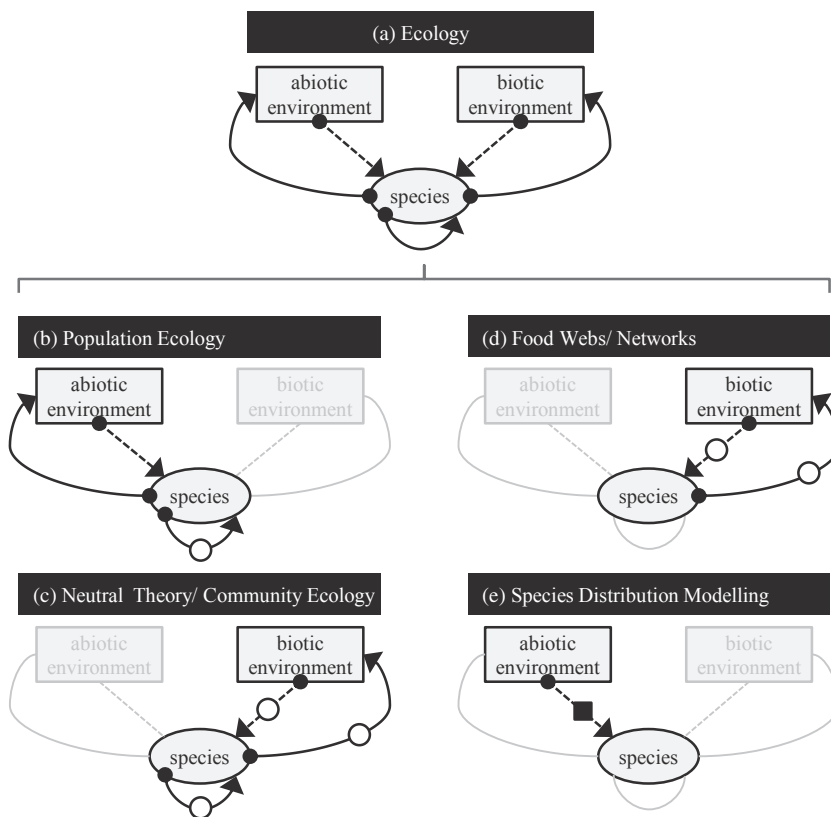 (a) Ecology
abiotic
environment
biotic
environment
species
(b) Population Ecology
abiotic
environment
biotic
environment
species
(d) Food Webs/ Networks
abiotic
environment
biotic
environment
species
(c) Neutral Theory/ Community Ecology
abiotic
environment
biotic
environment
species
(e) Species Distribution Modelling
abiotic
environment
biotic
environment
species